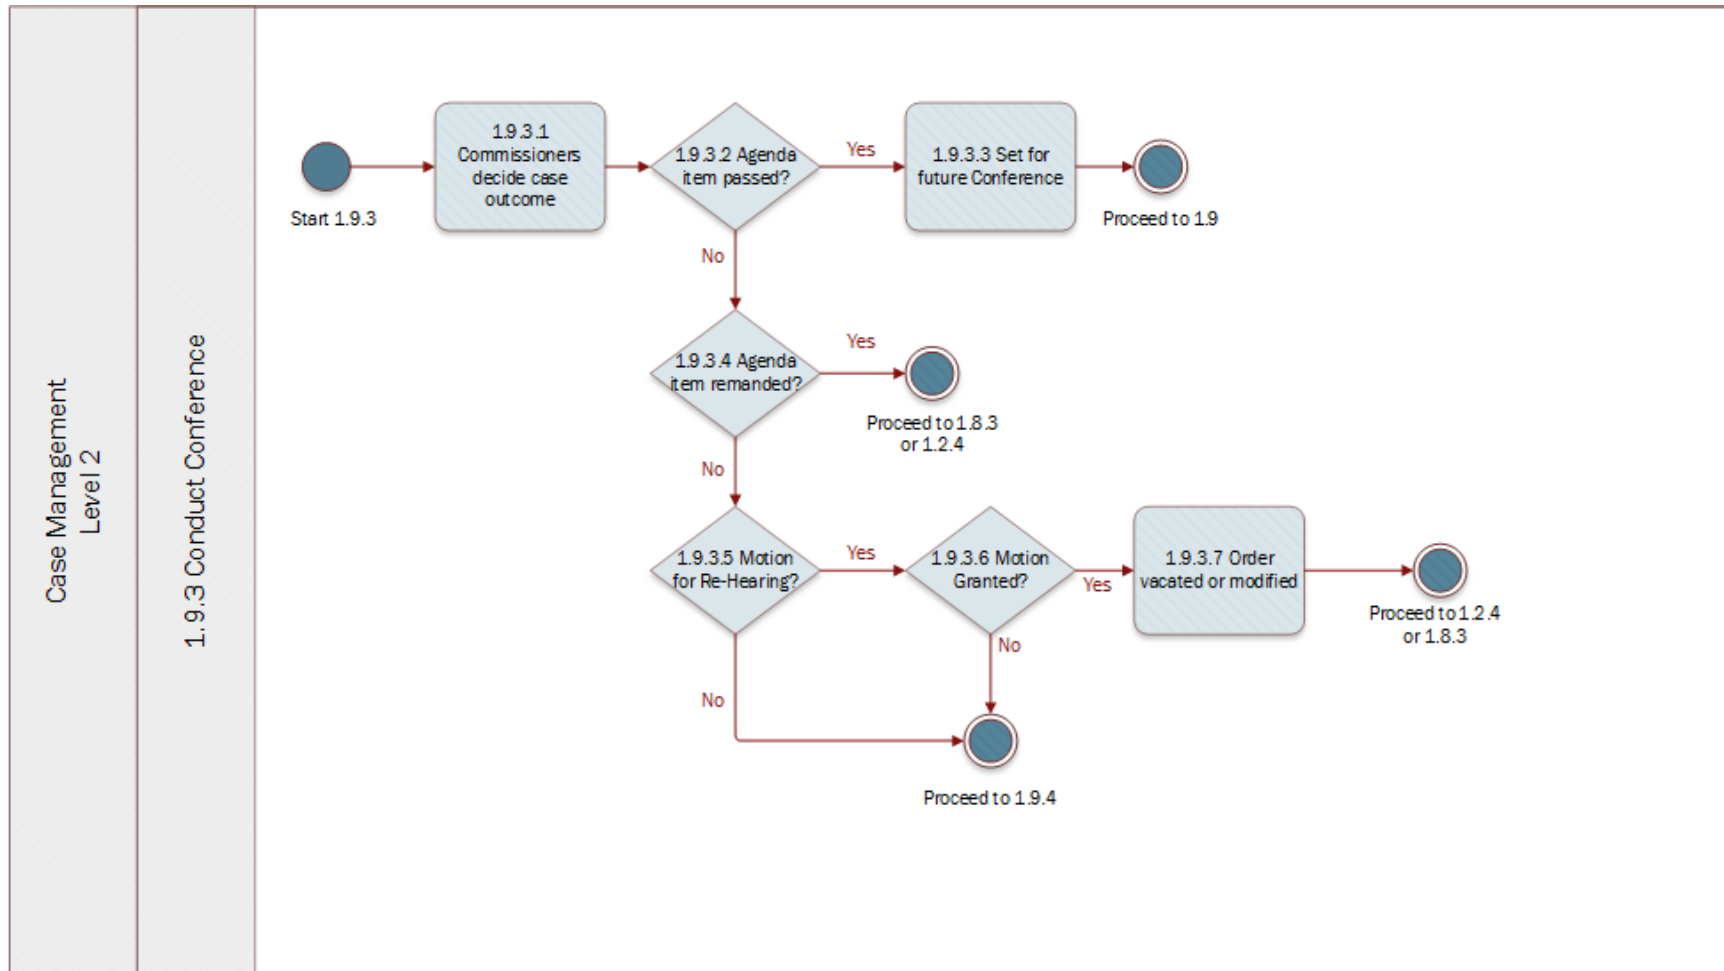 Case Management
Level 2
1.9.3 Conduct Conference
Start 1.9.3
1.9.3.1
Commissioners
decide case
outcome
1.9.3.2 Agenda
item passed?
Yes
1.9.3.3 Set for
future Conference
Proceed to 1.9
No
1.9.3.4 Agenda
item remanded?
Yes
Proceed to 1.8.3
or 1.2.4
No
1.9.3.5 Motion
for Re-Hearing?
Yes
1.9.3.6 Motion
Granted?
Yes
1.9.3.7 Order
vacated or modified
Proceed to 1.2.4
or 1.8.3
No
No
Proceed to 1.9.4